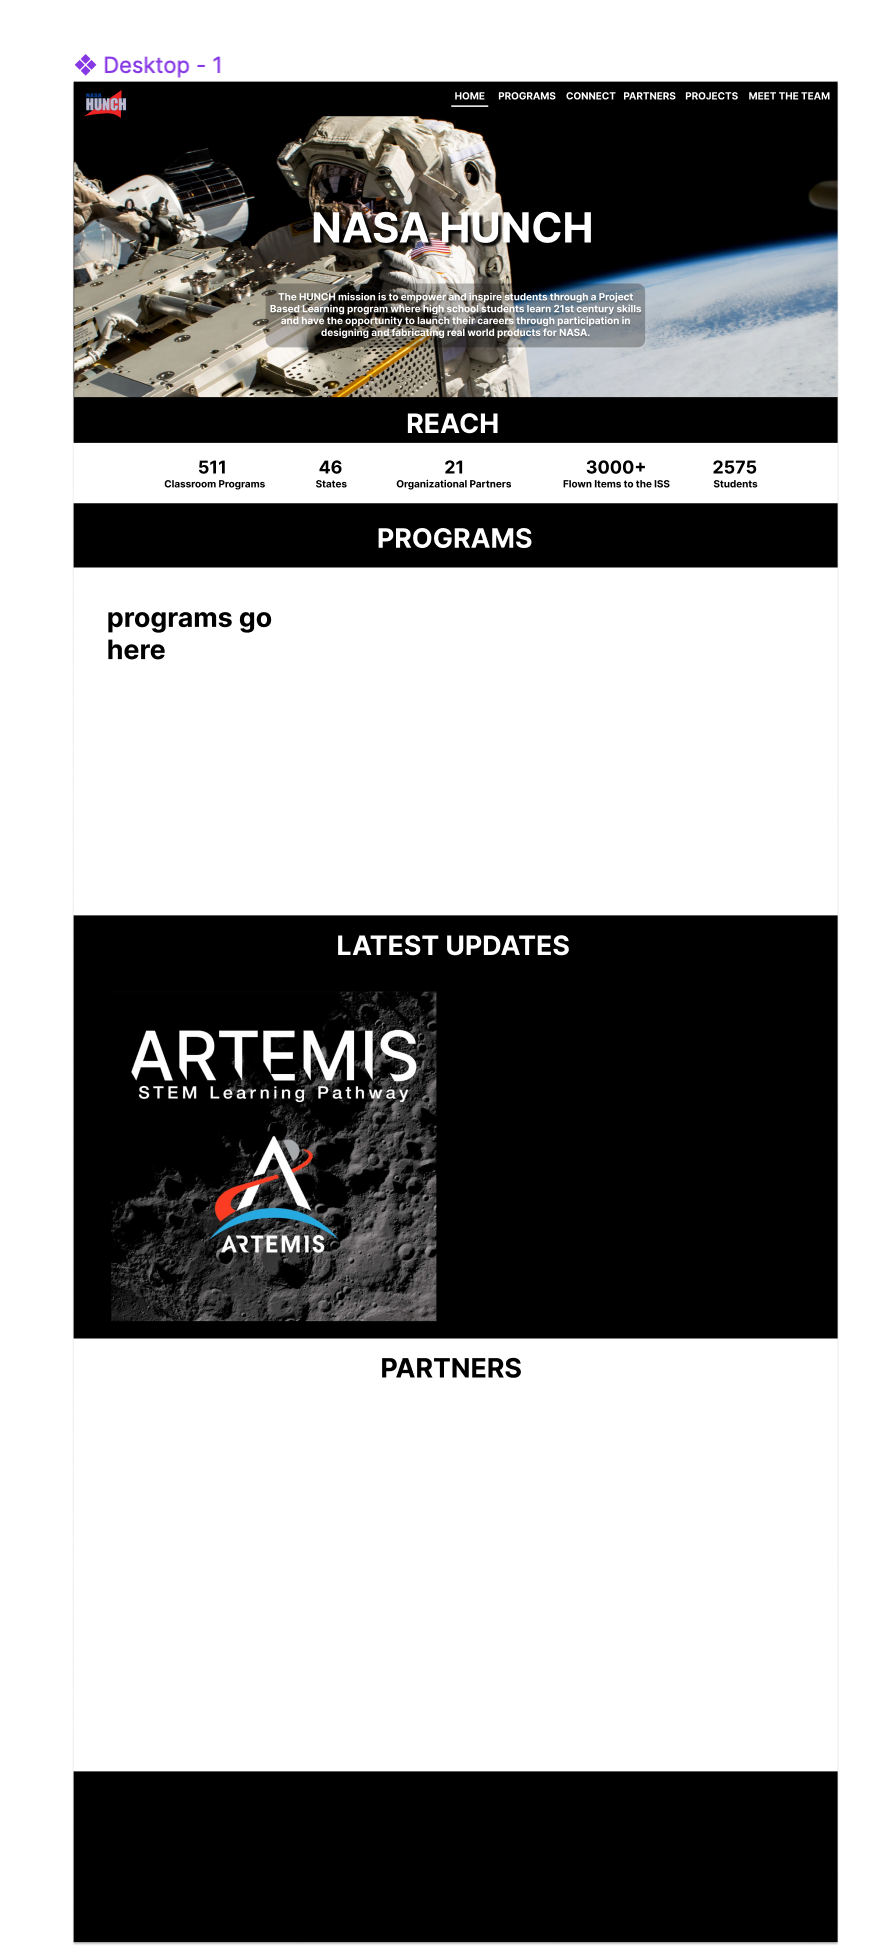 Desktop - 1
NASA
HUNCH
HOME PROGRAMS CONNECT PARTNERS PROJECTS MEET THE TEAM
NASA HUNCH
The HUNCH mission is to empower and inspire students through a Project
Based Learning program where high school students learn 21st century skills
and have the opportunity to launch their careers through participation in
designing and fabricating real world products for NASA.
REACH
511 46 21 3000+ 2575
Classroom Programs States Organizational Partners Flown Items to the ISS Students
PROGRAMS
programs go
here
LATEST UPDATES
ARTEMIS
STEM Learning Pathway
ARTEMIS
PARTNERS